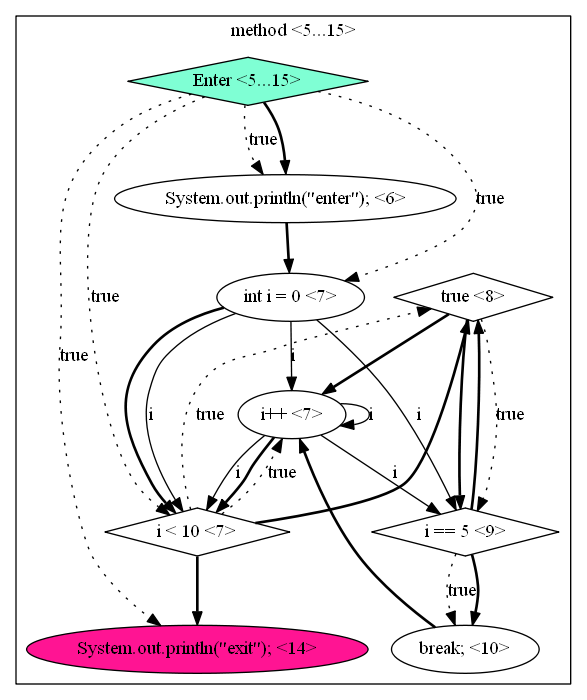 method <5...15>
Enter <5...15>
true
System.out.println("enter"); <6>
true
int i = 0 <7>
true <8>
true
true
i
i
i++ <7>
i
i
true
true
i
true
i
i < 10 <7>
i == 5 <9>
true
System.out.println("exit"); <14>
break; <10>